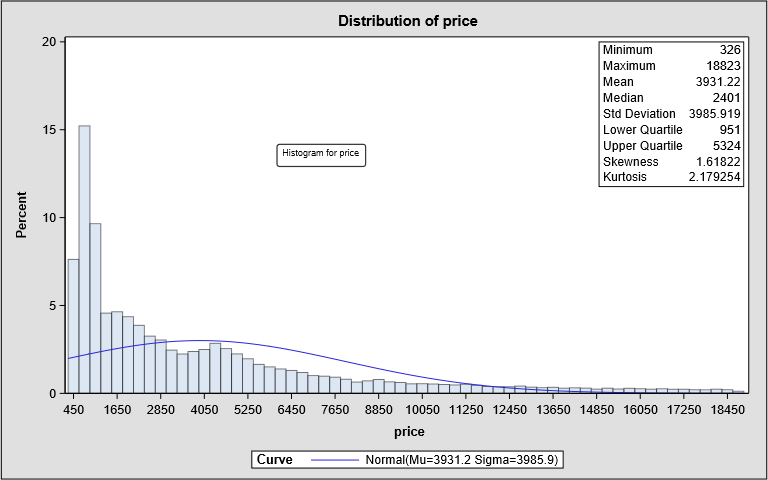 Distribution of price
20
15
10
5
0
Percent
Minimum 326
Maximum 18823
Mean 3931.22
Median 2401
Std Deviation 3985.919
Lower Quartile 951
Upper Quartile 5324
Skewness 1.61822
Kurtosis 2.179254
Histogram for price
450 1650 2850 4050 5250 6450 7650 8850 10050 11250 12450 13650 14850 16050 17250 18450
price
Curve Normal(Mu=3931.2 Sigma=3985.9)